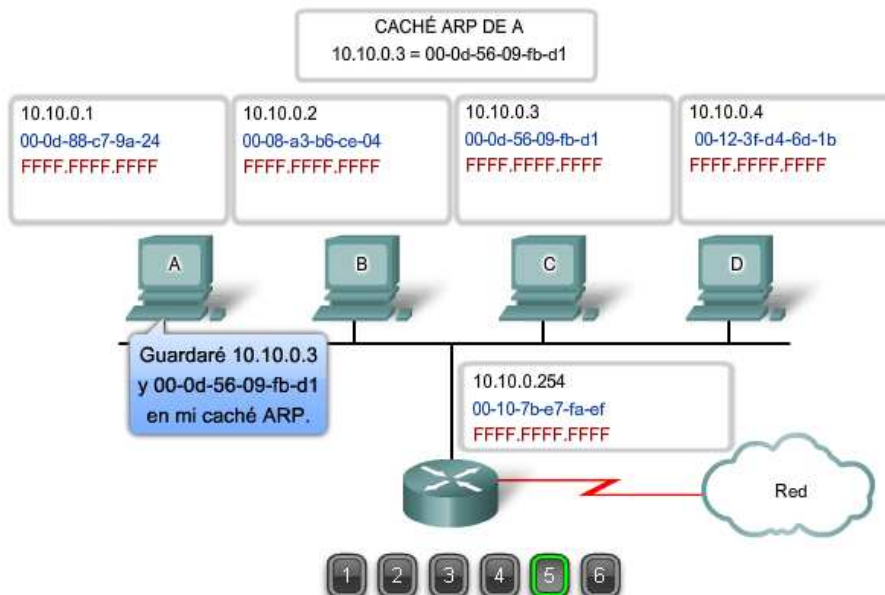 CACHÉ ARP DE A
10.10.0.3 = 00-0d-56-09-fb-d1
10.10.0.1
00-0d-88-c7-9a-24
FFFF.FFFF.FFFF
10.10.0.2
00-08-a3-b6-ce-04
FFFF.FFFF.FFFF
10.10.0.3
00-0d-56-09-fb-d1
FFFF.FFFF.FFFF
10.10.0.4
00-12-3f-d4-6d-1b
FFFF.FFFF.FFFF
A
B
C
D
Guardaré 10.10.0.3
y 00-0d-56-09-fb-d1
en mi caché ARP.
10.10.0.254
00-10-7b-e7-fa-ef
FFFF.FFFF.FFFF
Red
1 2 3 4 5 6